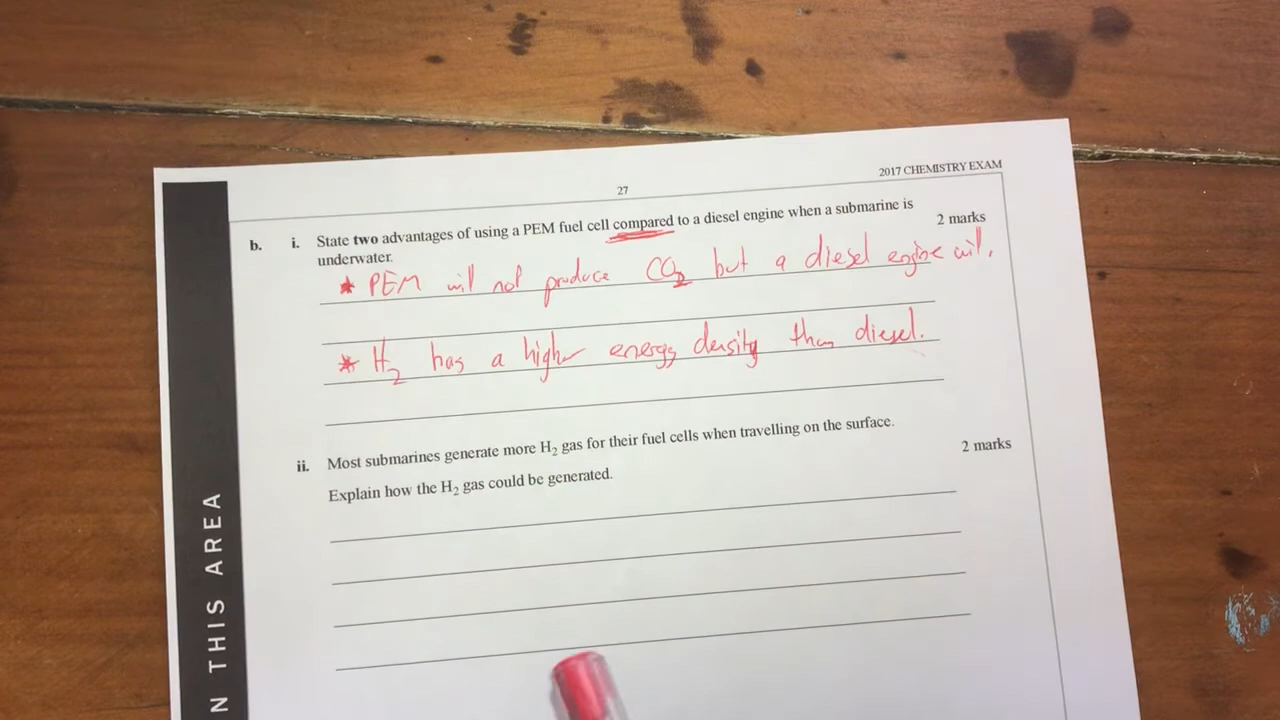 2017 CHEMISTRY EXAM
27
b. i. State two advantages of using a PEM fuel cell compared to a diesel engine when a submarine is
underwater. 2 marks
* PEM will not produce CO2 but a diesel engine will.
* H2 has a higher energy density than diesel.
ii. Most submarines generate more H2 gas for their fuel cells when travelling on the surface.
Explain how the H2 gas could be generated. 2 marks
N THIS AREA